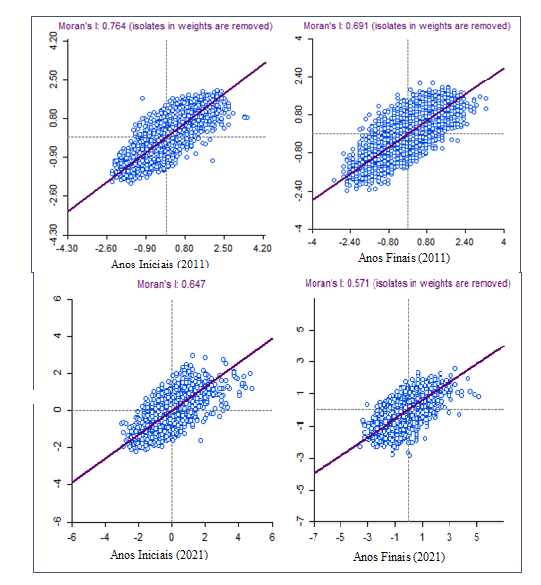 Moran's I: 0.764 (isolates in weights are removed)
4.20
2.50
0.80
-0.90
-2.60
-4.30
-4.30 -2.60 -0.90 0.80 2.50 4.20
Anos Iniciais (2011)
Moran's I: 0.691 (isolates in weights are removed)
4
2.40
0.80
-0.80
-2.40
-4
-4 -2.40 -0.80 0.80 2.40 4
Anos Finais (2011)
Moran's I: 0.647
6
4
2
0
-2
-4
-6
-6 -4 -2 0 2 4 6
Anos Iniciais (2021)
Moran's I: 0.571 (isolates in weights are removed)
5
3
1
-1
-3
-5
-7
-7 -5 -3 -1 1 3 5
Anos Finais (2021)